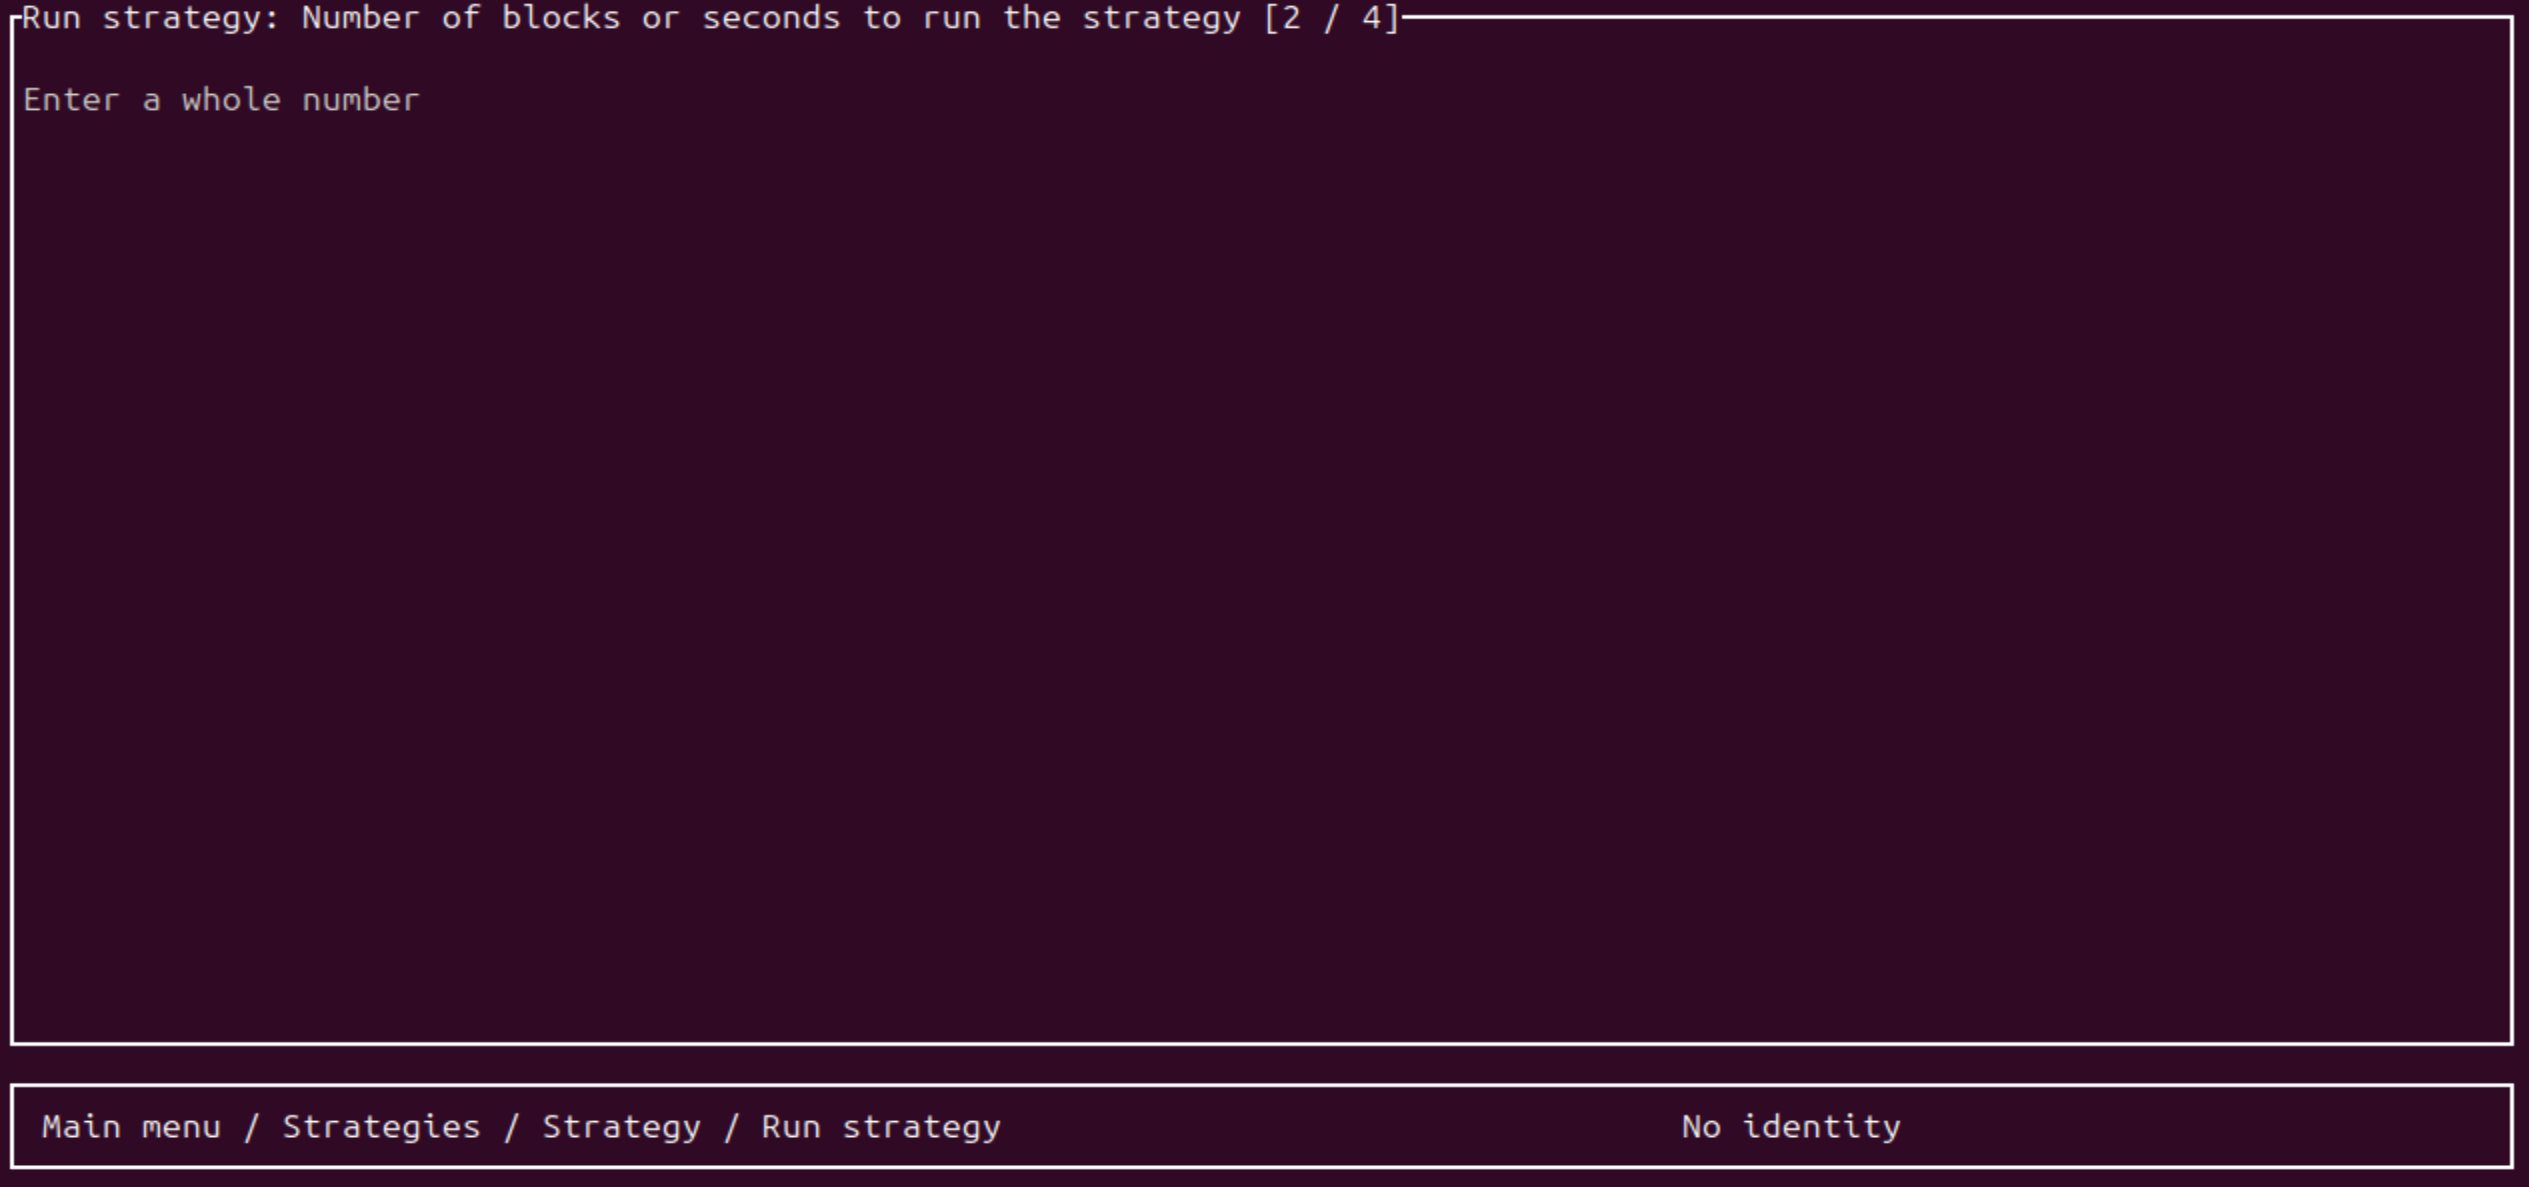 Run strategy: Number of blocks or seconds to run the strategy [2 / 4]
Enter a whole number
Main menu / Strategies / Strategy / Run strategy No identity